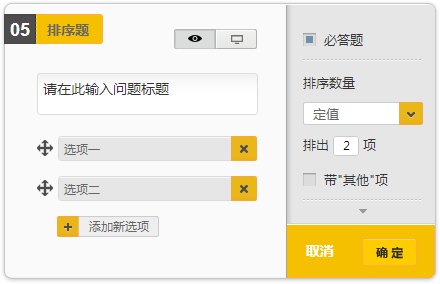 05 排序题
请在此输入问题标题
选项一
选项二
添加新选项
必答题
排序数量
定值
排出 2 项
带"其他"项
取消 确定